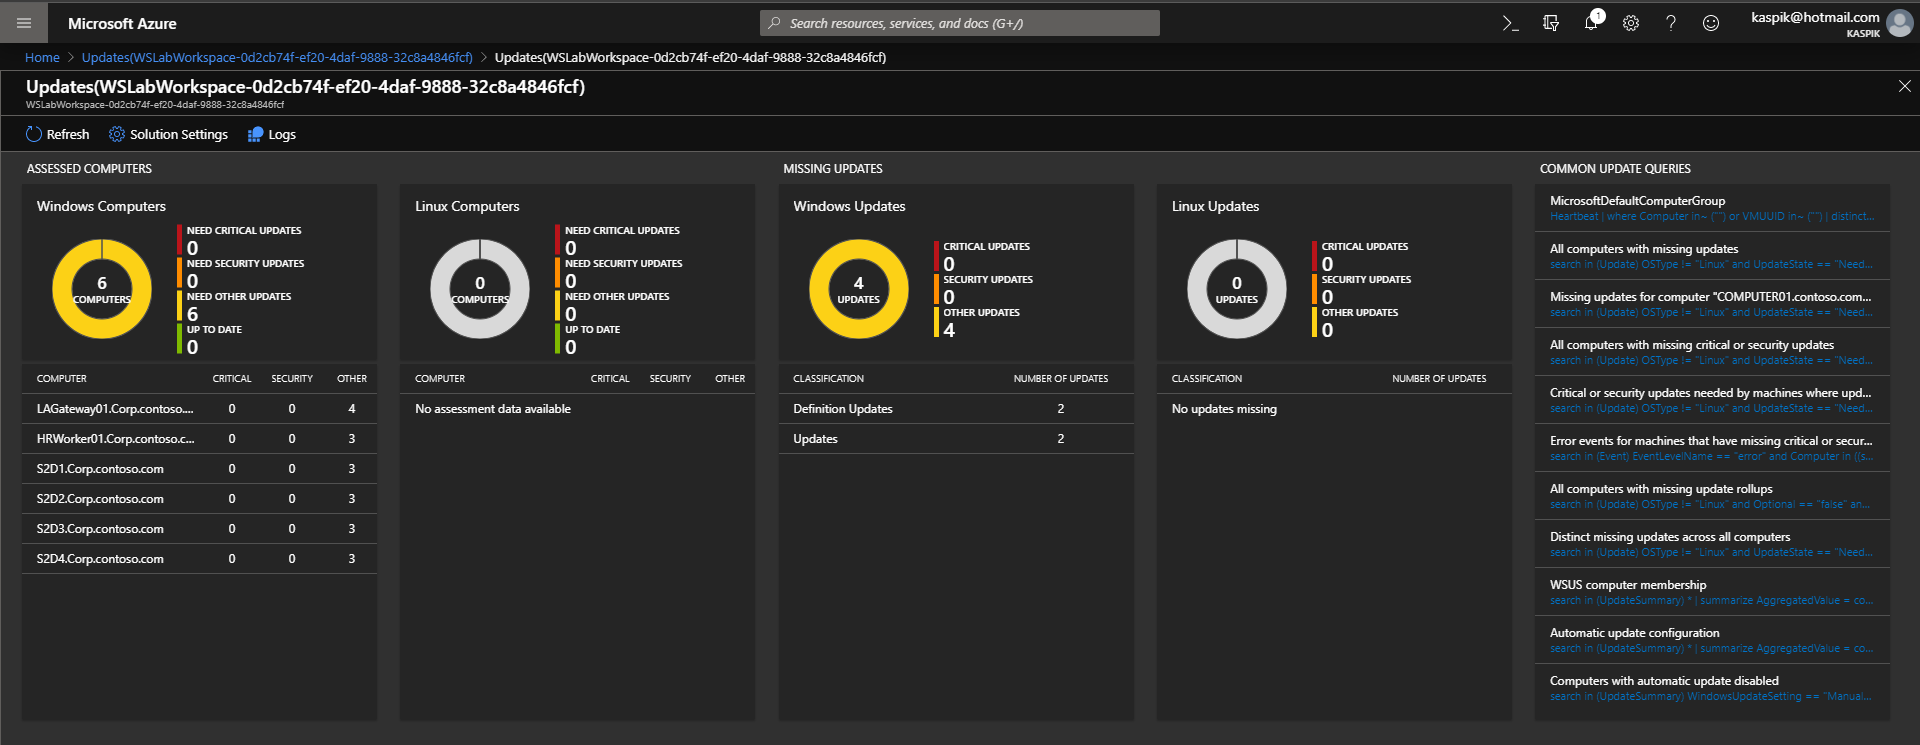 Microsoft Azure
Search resources, services, and docs (G+/)
1
kaspik@hotmail.com
KASPIK
Home > Updates(WSLabWorkspace-0d2cb74f-ef20-4daf-9888-32c8a4846fcf) > Updates(WSLabWorkspace-0d2cb74f-ef20-4daf-9888-32c8a4846fcf)
Updates(WSLabWorkspace-0d2cb74f-ef20-4daf-9888-32c8a4846fcf)
WSLabWorkspace-0d2cb74f-ef20-4daf-9888-32c8a4846fcf
Refresh Solution Settings Logs
ASSESSED COMPUTERS
Windows Computers
6
COMPUTERS
NEED CRITICAL UPDATES
0
NEED SECURITY UPDATES
0
NEED OTHER UPDATES
6
UP TO DATE
0
COMPUTER CRITICAL SECURITY OTHER
LAGateway01.Corp.contoso.... 0 0 4
HRWorker01.Corp.contoso.c... 0 0 3
S2D1.Corp.contoso.com 0 0 3
S2D2.Corp.contoso.com 0 0 3
S2D3.Corp.contoso.com 0 0 3
S2D4.Corp.contoso.com 0 0 3
Linux Computers
0
COMPUTERS
NEED CRITICAL UPDATES
0
NEED SECURITY UPDATES
0
NEED OTHER UPDATES
0
UP TO DATE
0
COMPUTER CRITICAL SECURITY OTHER
No assessment data available
MISSING UPDATES
Windows Updates
4
UPDATES
CRITICAL UPDATES
0
SECURITY UPDATES
0
OTHER UPDATES
4
CLASSIFICATION NUMBER OF UPDATES
Definition Updates 2
Updates 2
Linux Updates
0
UPDATES
CRITICAL UPDATES
0
SECURITY UPDATES
0
OTHER UPDATES
0
CLASSIFICATION NUMBER OF UPDATES
No updates missing
COMMON UPDATE QUERIES
MicrosoftDefaultComputerGroup
Heartbeat | where Computer in~ ("") or VMUUID in~ ("") | distinct...
All computers with missing updates
search in (Update) OSType != "Linux" and UpdateState == "Need...
Missing updates for computer "COMPUTER01.contoso.com...
search in (Update) OSType != "Linux" and UpdateState == "Need...
All computers with missing critical or security updates
search in (Update) OSType != "Linux" and UpdateState == "Need...
Critical or security updates needed by machines where upd...
search in (Update) OSType != "Linux" and UpdateState == "Need...
Error events for machines that have missing critical or secur...
search in (Event) EventLevelName == "error" and Computer in ((s...
All computers with missing update rollups
search in (Update) OSType != "Linux" and Optional == "false" an...
Distinct missing updates across all computers
search in (Update) OSType != "Linux" and UpdateState == "Need...
WSUS computer membership
search in (UpdateSummary) * | summarize AggregatedValue = co...
Automatic update configuration
search in (UpdateSummary) * | summarize AggregatedValue = co...
Computers with automatic update disabled
search in (UpdateSummary) WindowsUpdateSetting == "Manual...